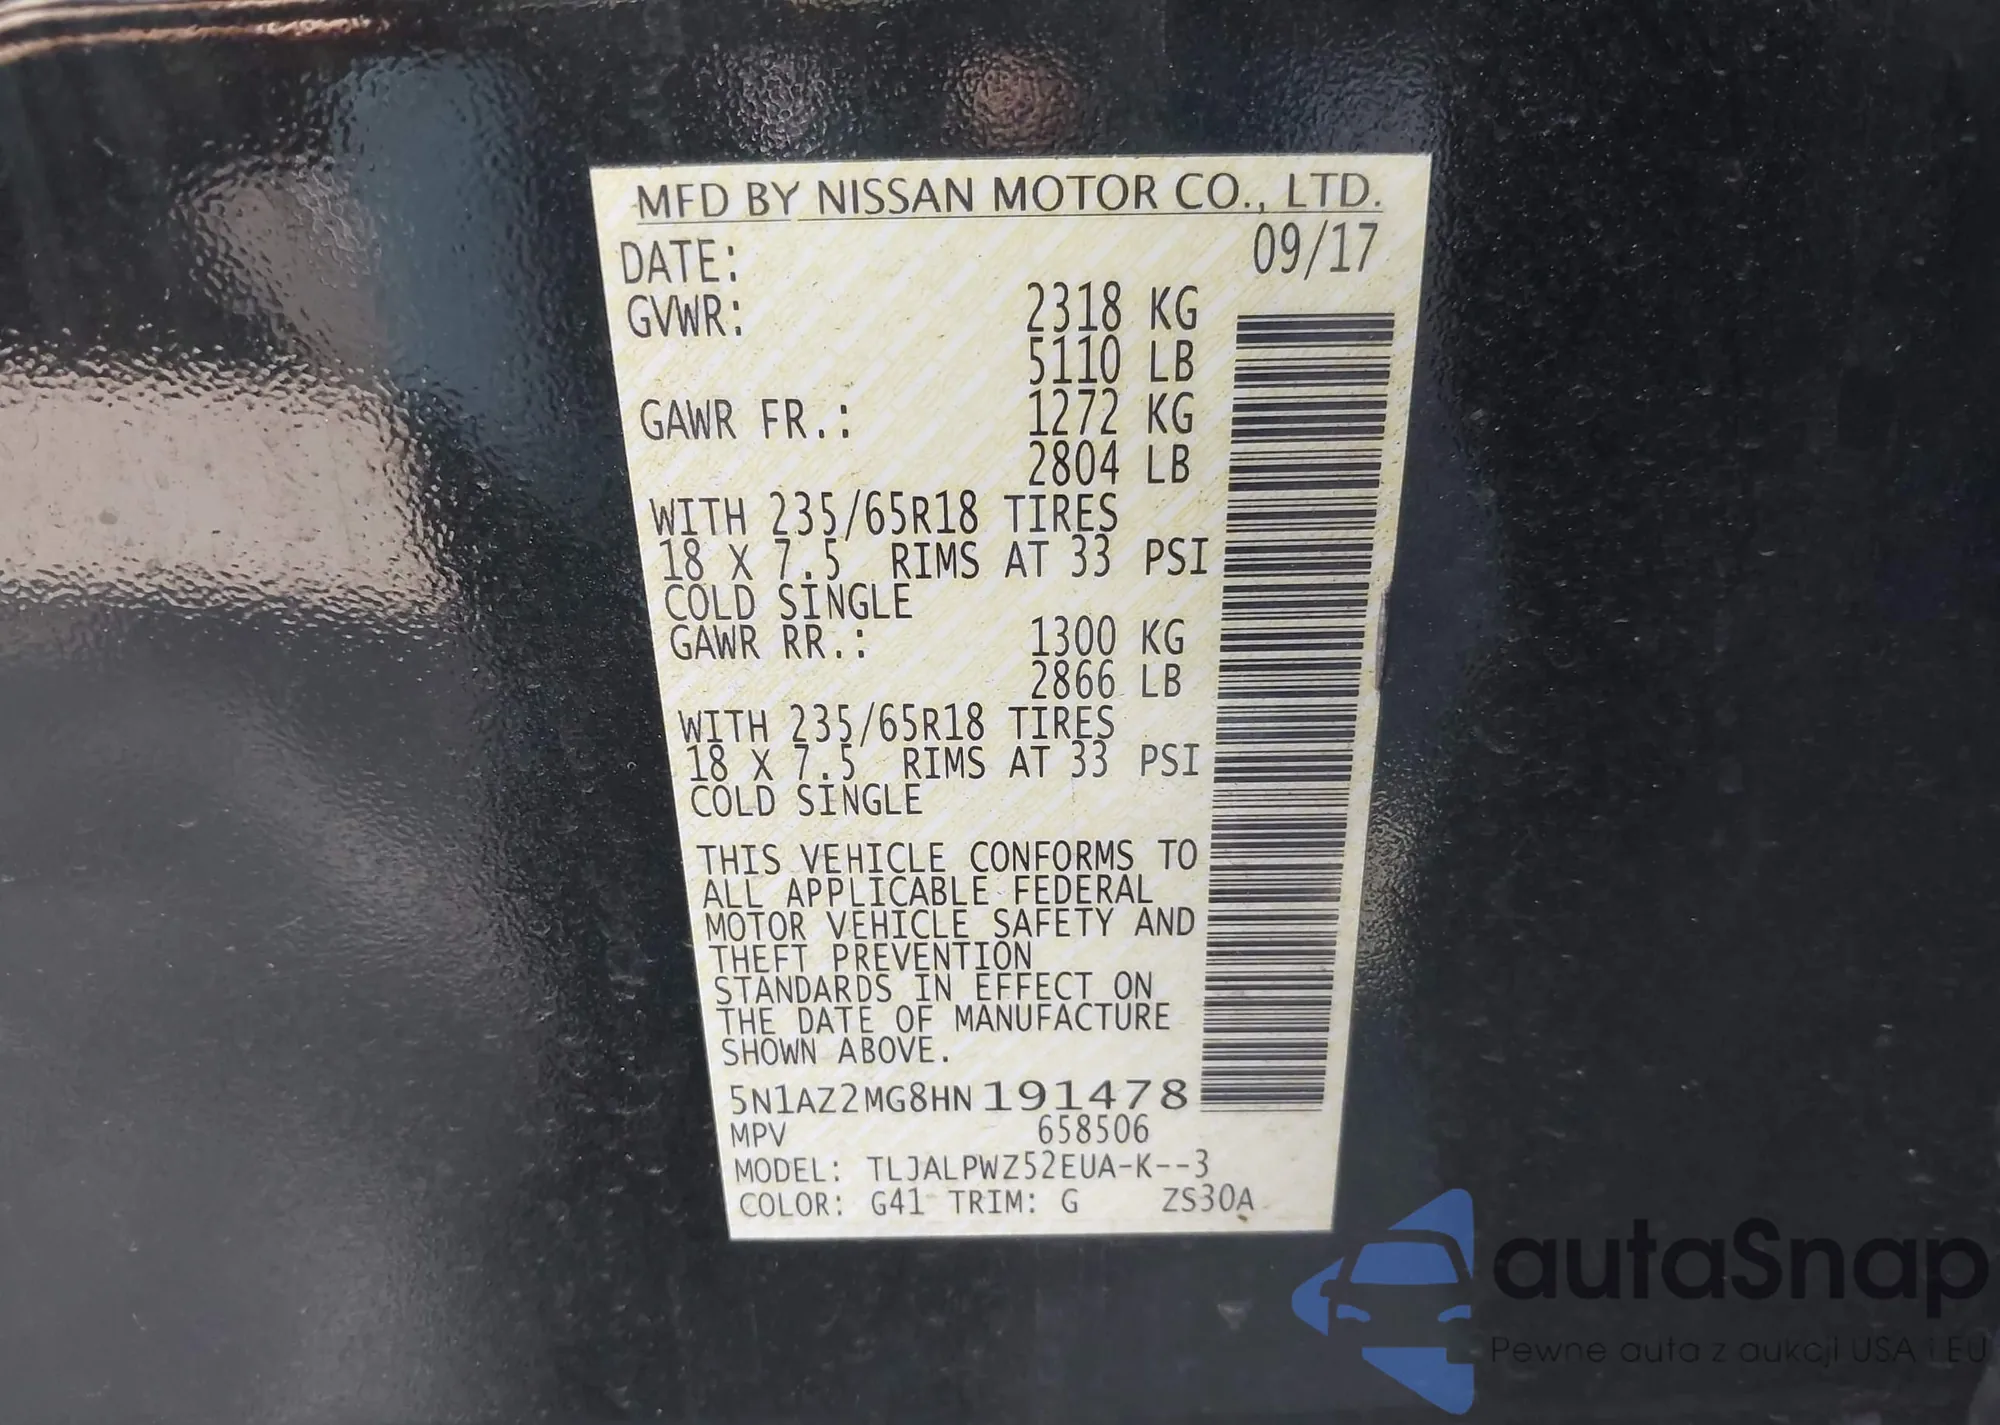 MFD BY NISSAN MOTOR CO., LTD.
DATE: 09/17
GVWR: 2318 KG
5110 LB
GAWR FR.: 1272 KG
2804 LB
WITH 235/65R18 TIRES
18 X 7.5 RIMS AT 33 PSI
COLD SINGLE
GAWR RR.: 1300 KG
2866 LB
WITH 235/65R18 TIRES
18 X 7.5 RIMS AT 33 PSI
COLD SINGLE
THIS VEHICLE CONFORMS TO
ALL APPLICABLE FEDERAL
MOTOR VEHICLE SAFETY AND
THEFT PREVENTION
STANDARDS IN EFFECT ON
THE DATE OF MANUFACTURE
SHOWN ABOVE.
5N1AZ2MG8HN191478
MPV 658506
MODEL: TLJALPWZ52EUA-K--3
COLOR: G41 TRIM: G ZS30A
autaSnap
Pewne auta z aukcji USA i EU